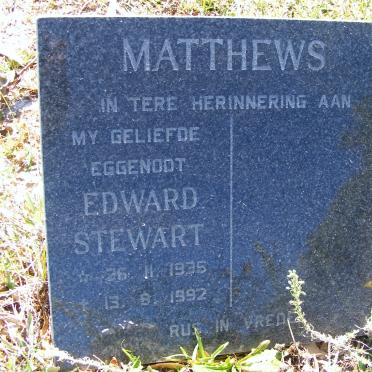 MATTHEWS
IN TERE HERINNERING AAN
MY GELIEFDE
EGGENOOT
EDWARD
STEWART
☆ 26. 11. 1935
13. 8. 1992
RUS IN VREDE